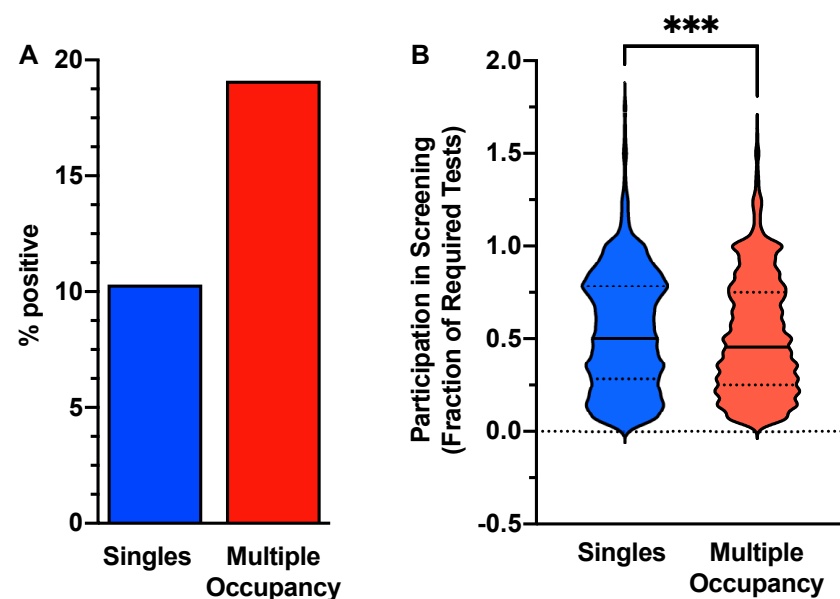 A
% positive
20
15
10
5
0
Singles
Multiple
Occupancy
B
***
Participation in Screening
(Fraction of Required Tests)
2.0
1.5
1.0
0.5
0.0
-0.5
Singles
Multiple
Occupancy